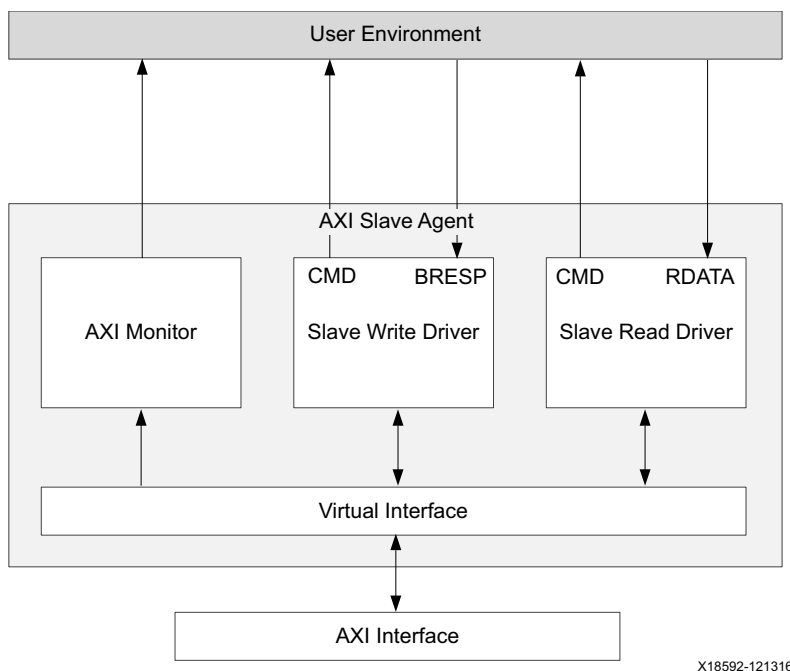 User Environment
AXI Slave Agent
CMD BRESP
CMD RDATA
AXI Monitor
Slave Write Driver
Slave Read Driver
Virtual Interface
AXI Interface
X18592-121316